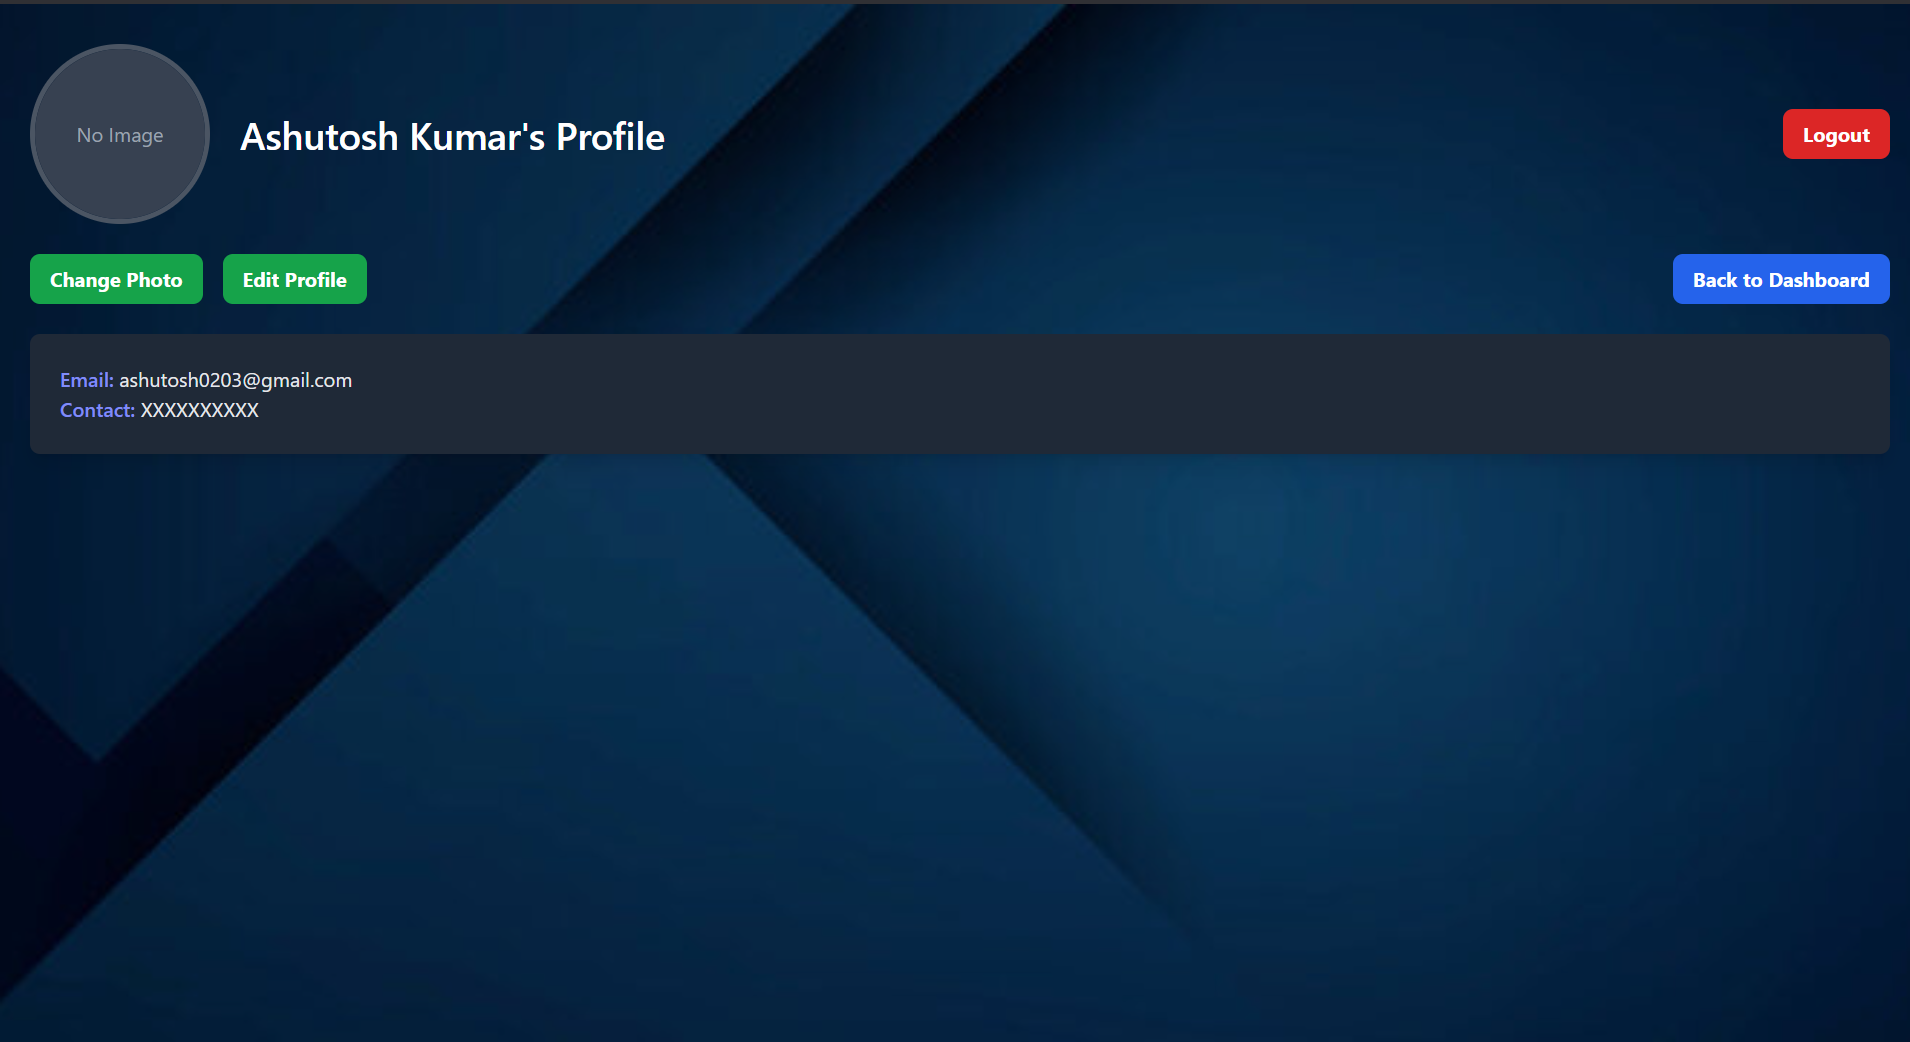 No Image
Ashutosh Kumar's Profile
Logout
Change Photo
Edit Profile
Back to Dashboard
Email: ashutosh0203@gmail.com
Contact: XXXXXXXXXX